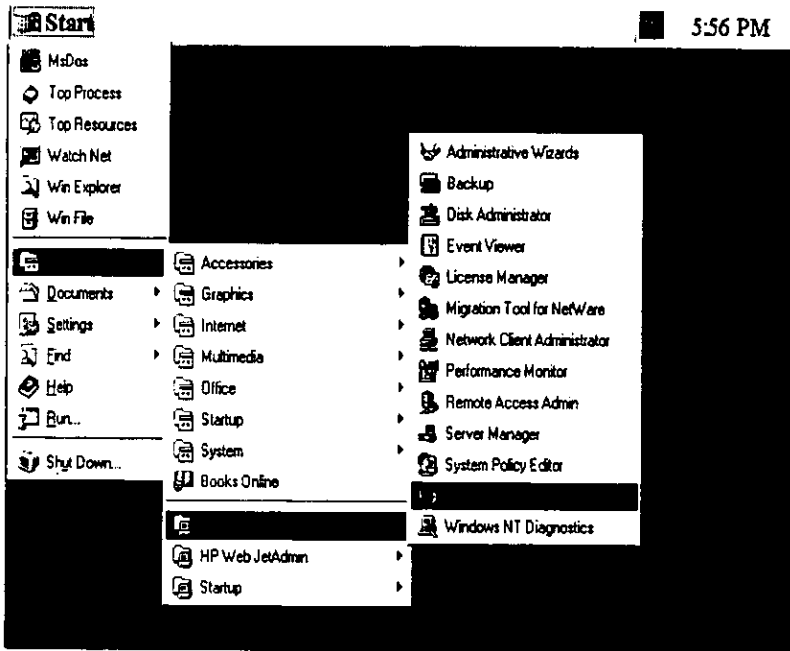 Start
5:56 PM
MsDos
Top Process
Top Resources
Watch Net
Win Explorer
Win File
Documents
Settings
Find
Help
Run...
Shut Down...
Accessories
Graphics
Internet
Multimedia
Office
Startup
System
Books Online
HP Web JetAdmin
Startup
Administrative Wizards
Backup
Disk Administrator
Event Viewer
License Manager
Migration Tool for NetWare
Network Client Administrator
Performance Monitor
Remote Access Admin
Server Manager
System Policy Editor
Windows NT Diagnostics